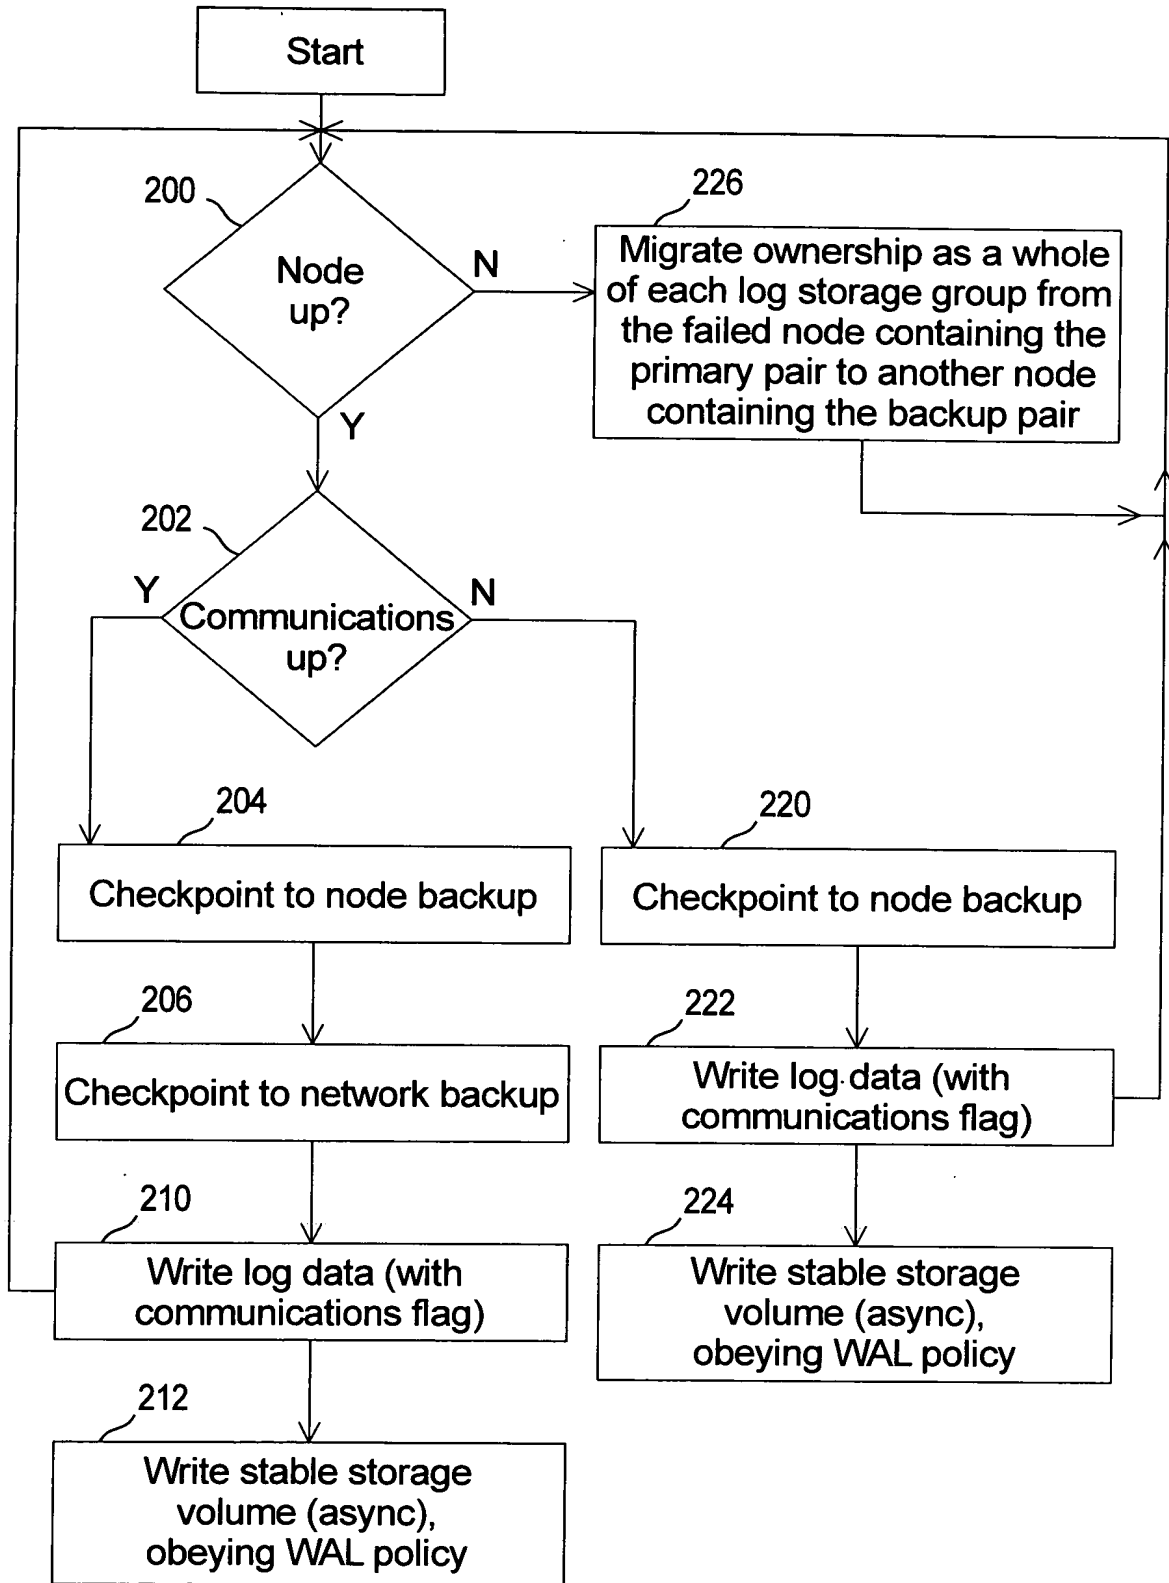 Start
200
Node
up?
N
Y
226
Migrate ownership as a whole
of each log storage group from
the failed node containing the
primary pair to another node
containing the backup pair
202
Y
N
Communications
up?
204
Checkpoint to node backup
220
Checkpoint to node backup
206
Checkpoint to network backup
222
Write log data (with
communications flag)
210
Write log data (with
communications flag)
224
Write stable storage
volume (async),
obeying WAL policy
212
Write stable storage
volume (async),
obeying WAL policy